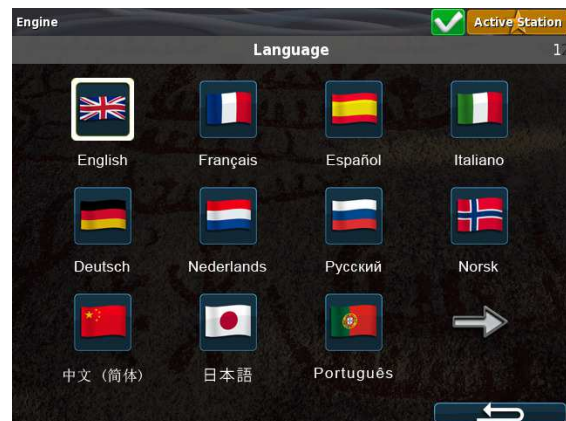 Engine
Active Station
Language
English
Français
Español
Italiano
Deutsch
Nederlands
Русский
Norsk
中文 (简体)
日本語
Português